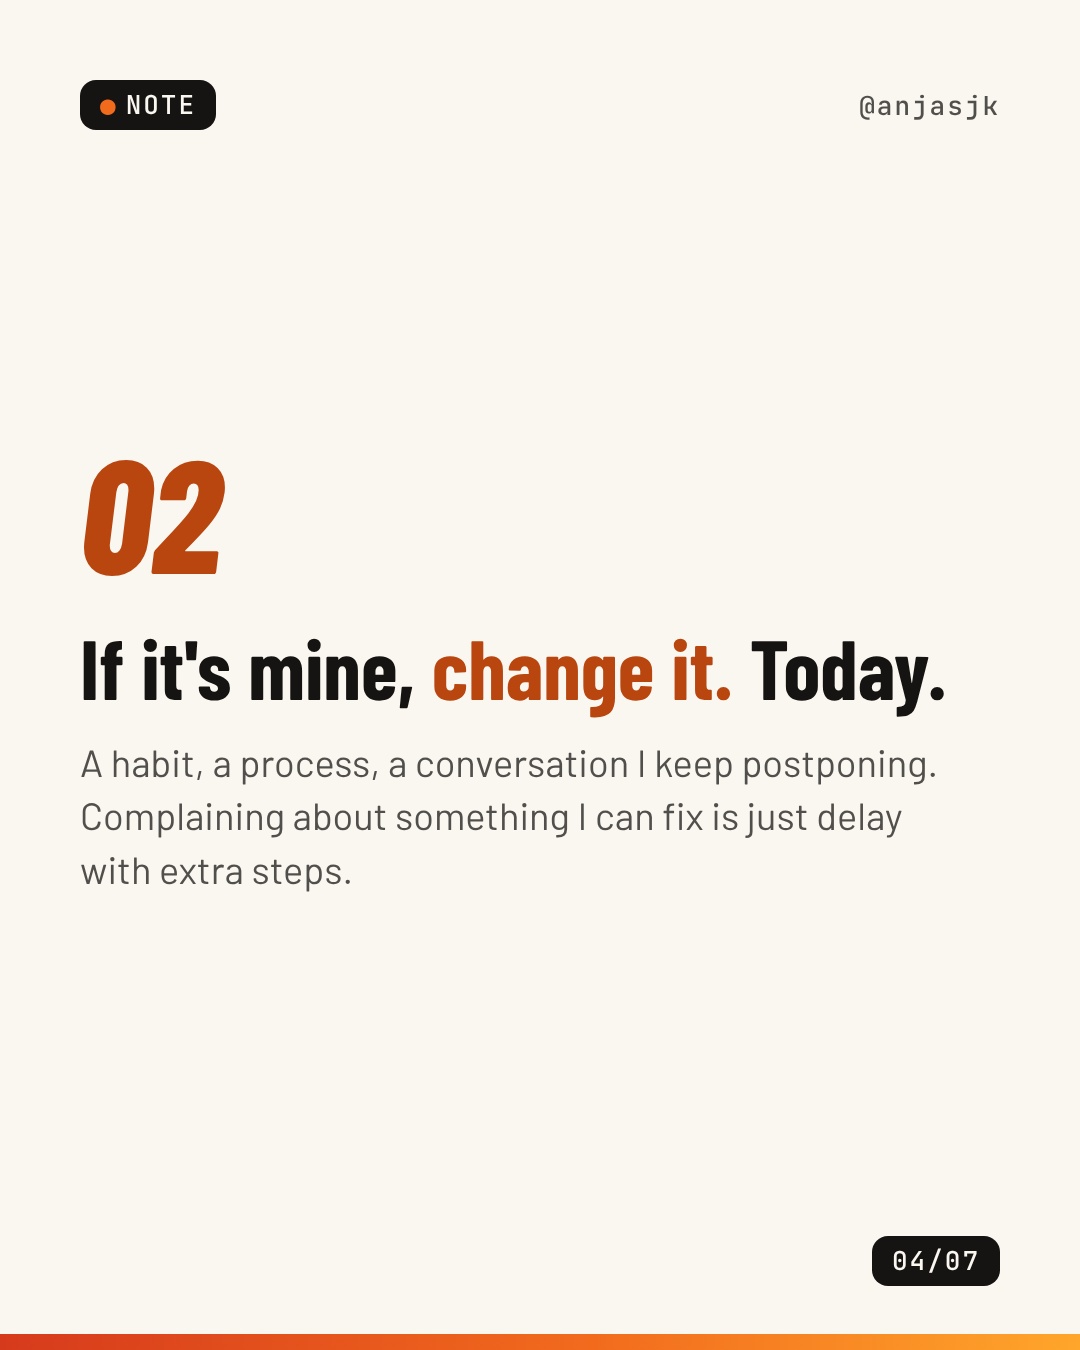 NOTE
@anjasjk
02
If it's mine, change it. Today.
A habit, a process, a conversation I keep postponing.
Complaining about something I can fix is just delay
with extra steps.
04/07